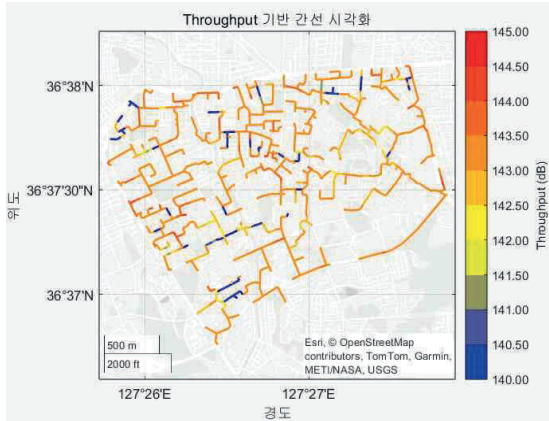 Throughput 기반 간선 시각화
36°38'N
36°37'30"N
36°37'N
위도
127°26'E
127°27'E
경도
500 m
2000 ft
Esri, © OpenStreetMap
contributors, TomTom, Garmin,
METI/NASA, USGS
145.00
144.50
144.00
143.50
143.00
142.50
142.00
141.50
141.00
140.50
140.00
Throughput (dB)